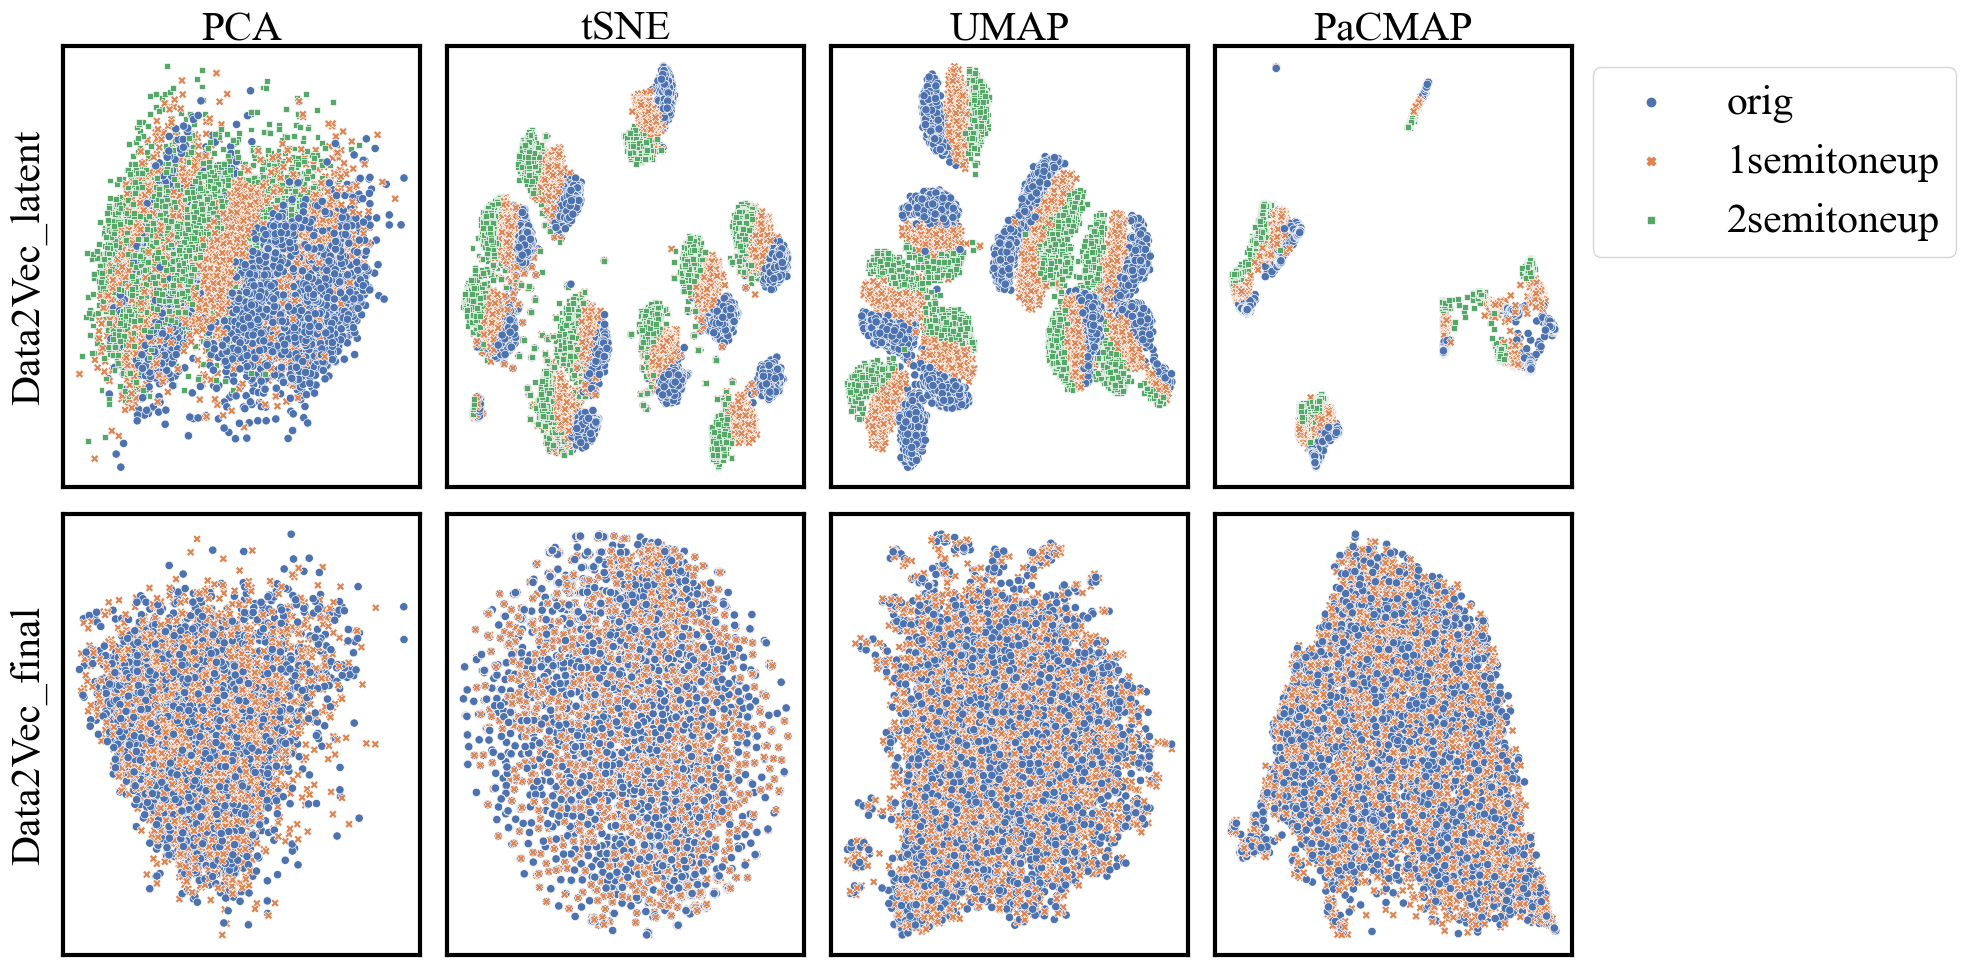 PCA
tSNE
UMAP
PaCMAP
Data2Vec_latent
orig
1semitoneup
2semitoneup
Data2Vec_final